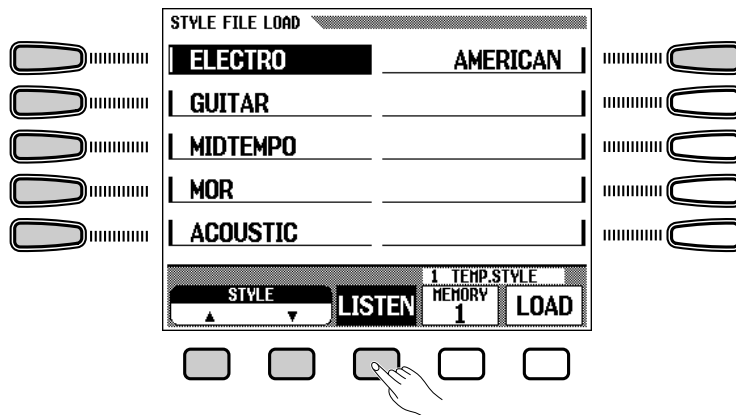 STYLE FILE LOAD
ELECTRO AMERICAN
GUITAR
MIDTEMPO
MOR
ACOUSTIC
1 TEMP.STYLE
STYLE LISTEN MEMORY LOAD
▲ ▼ 1